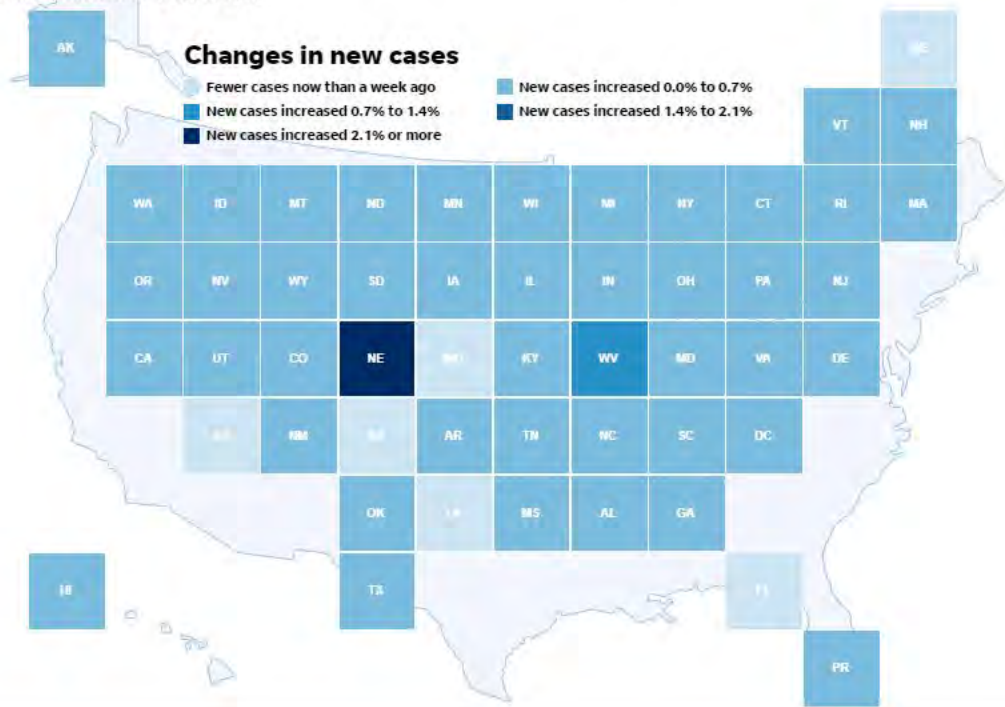 AK
ME
Changes in new cases
Fewer cases now than a week ago
New cases increased 0.0% to 0.7%
New cases increased 0.7% to 1.4%
New cases increased 1.4% to 2.1%
New cases increased 2.1% or more
VT NH
WA ID MT ND MN WI MI NY CT RI MA
OR NV WY SD IA IL IN OH PA NJ
CA UT CO NE MO KY WV MD VA DE
NM AR TN NC SC DC
OK LA MS AL GA
HI TX FL
PR